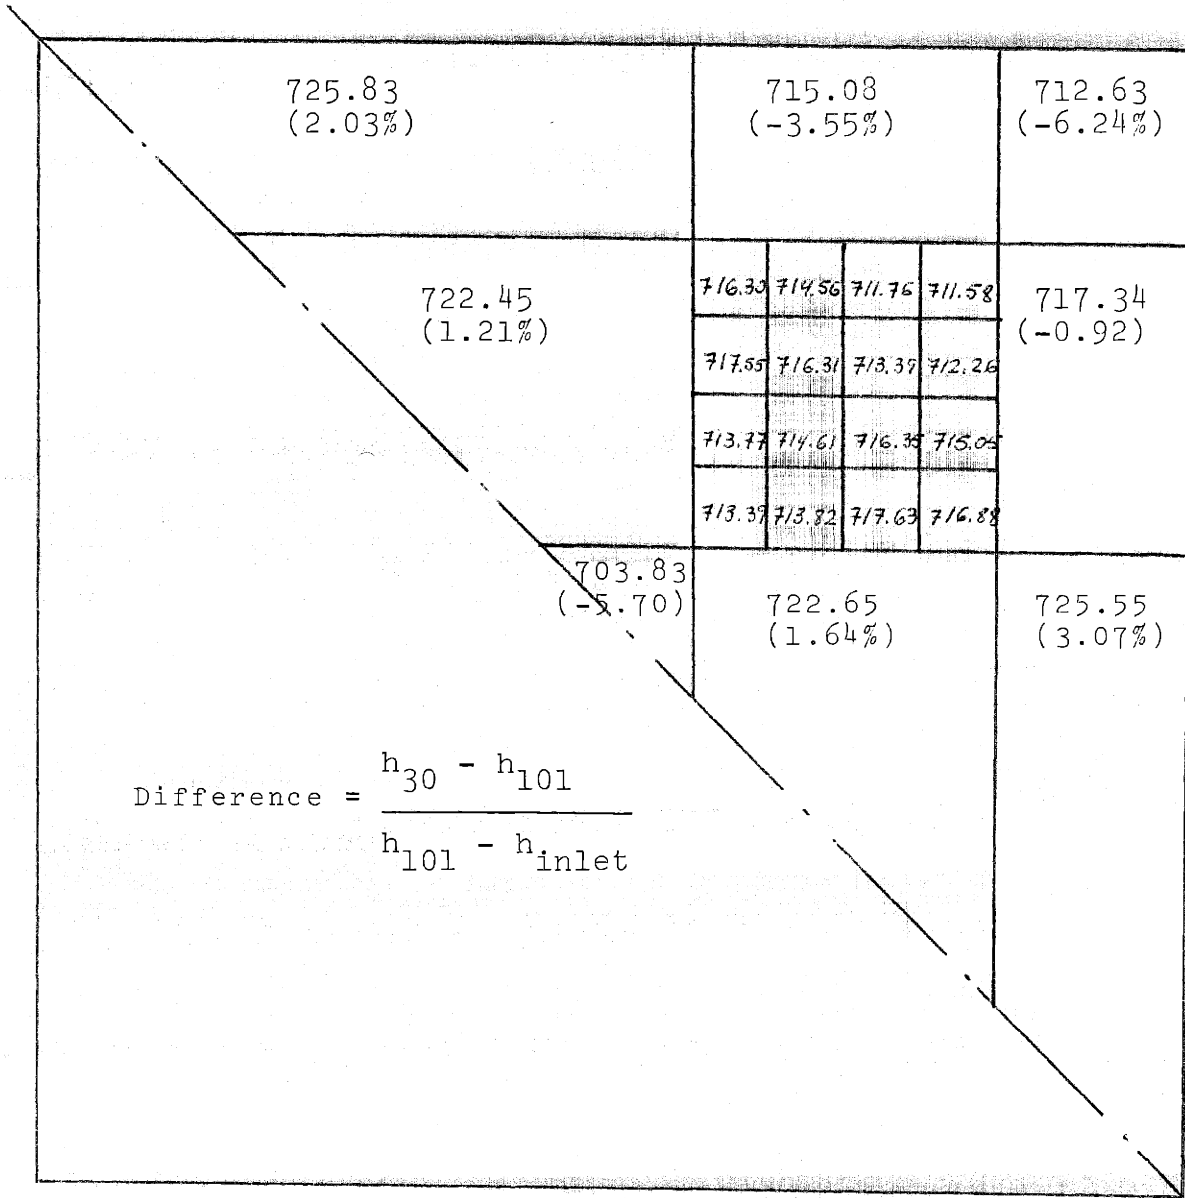 725.83 715.08 712.63
(2.03%) (-3.55%) (-6.24%)
716.30 714.56 711.76 711.58
722.45 717.34
(1.21%) (-0.92)
717.55 716.31 713.39 712.26
713.77 714.61 716.35 715.05
713.39 713.82 717.63 716.88
703.83
(-5.70)
722.65 725.55
(1.64%) (3.07%)
h30 - h101
Difference =
h101 - hinlet